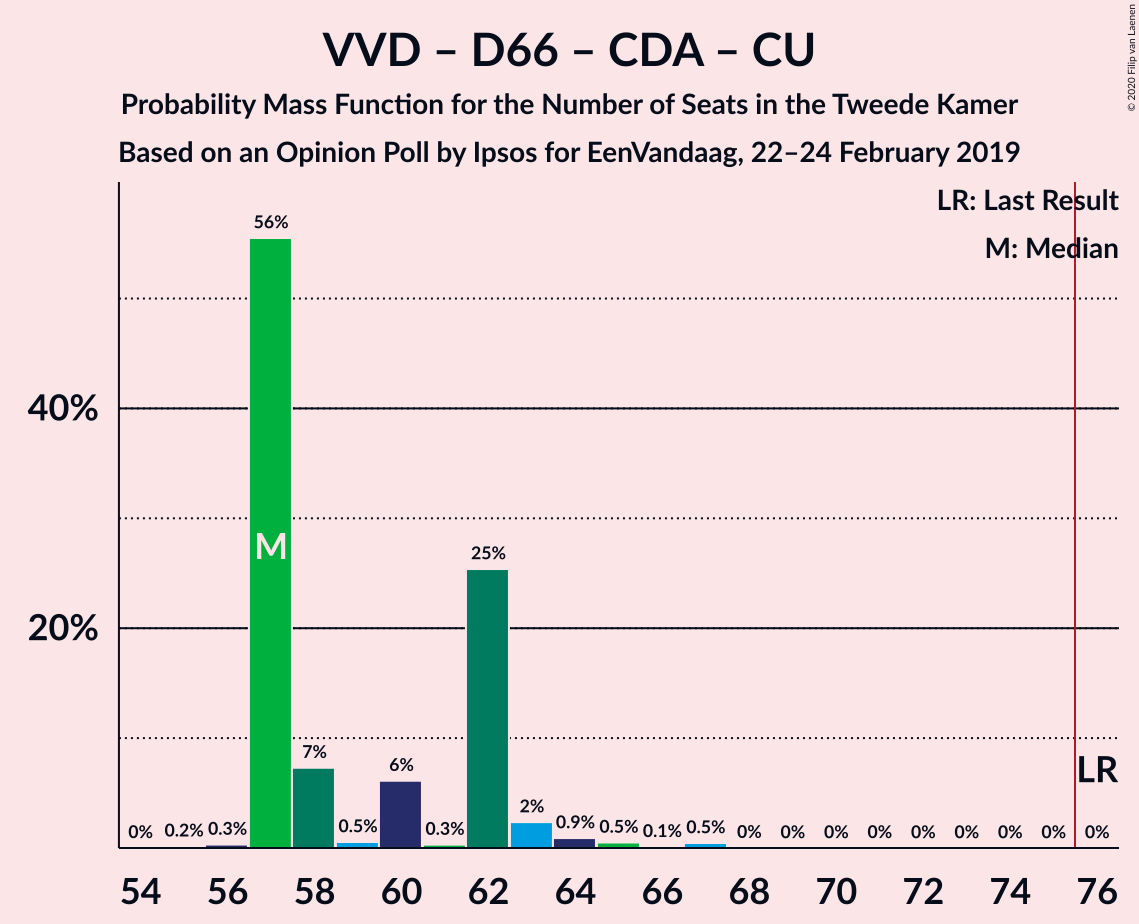 VVD – D66 – CDA – CU
Probability Mass Function for the Number of Seats in the Tweede Kamer
Based on an Opinion Poll by Ipsos for EenVandaag, 22–24 February 2019
© 2020 Filip van Laenen
LR: Last Result
M: Median
56%
40%
M
25%
20%
7%
6%
LR
0% 0.2% 0.3% 0.5% 0.3% 2% 0.9% 0.5% 0.1% 0.5% 0% 0% 0% 0% 0% 0% 0% 0% 0%
54 56 58 60 62 64 66 68 70 72 74 76